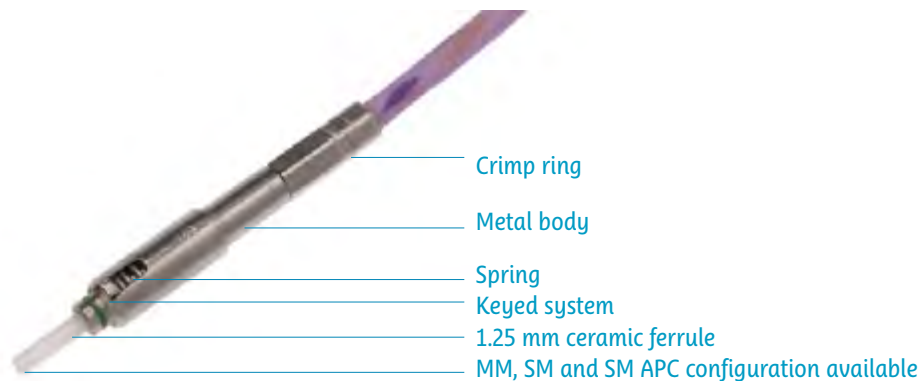 Crimp ring
Metal body
Spring
Keyed system
1.25 mm ceramic ferrule
MM, SM and SM APC configuration available